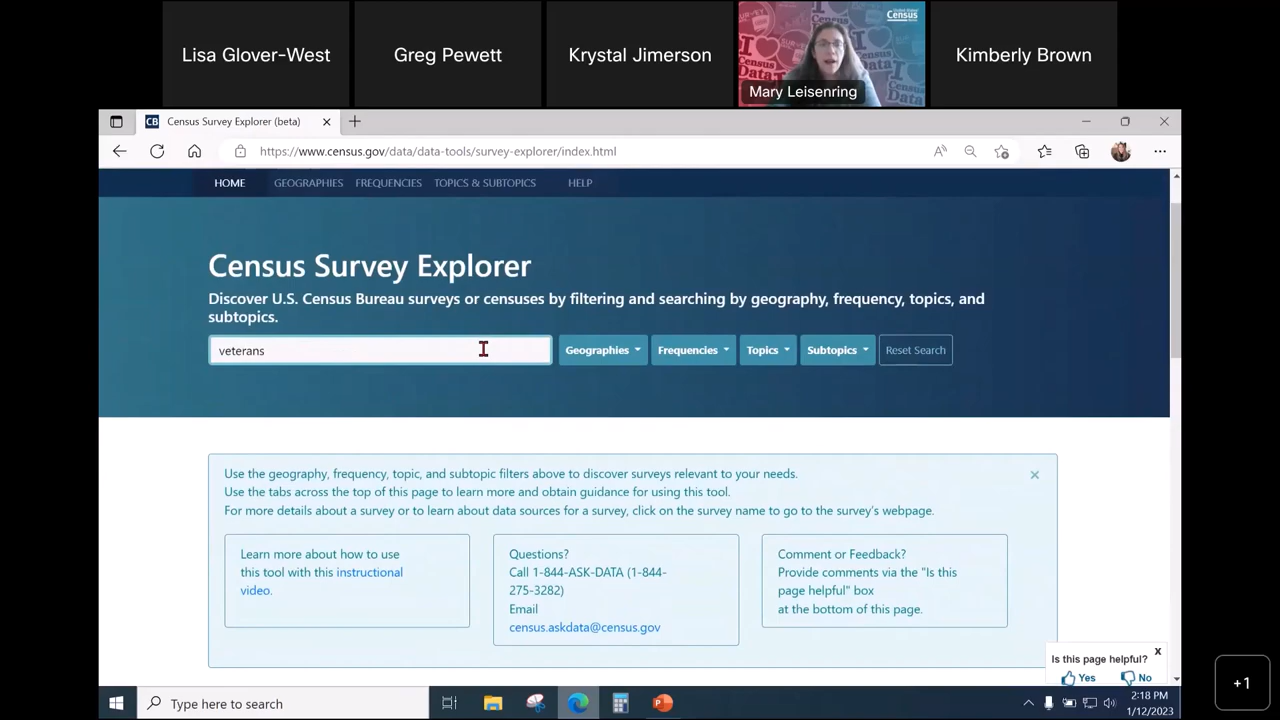 Lisa Glover-West
Greg Pewett
Krystal Jimerson
United States
Census
Bureau
Mary Leisenring
Kimberly Brown
CB Census Survey Explorer (beta)
https://www.census.gov/data/data-tools/survey-explorer/index.html
HOME GEOGRAPHIES FREQUENCIES TOPICS & SUBTOPICS HELP
Census Survey Explorer
Discover U.S. Census Bureau surveys or censuses by filtering and searching by geography, frequency, topics, and
subtopics.
veterans
Geographies
Frequencies
Topics
Subtopics
Reset Search
Use the geography, frequency, topic, and subtopic filters above to discover surveys relevant to your needs.
Use the tabs across the top of this page to learn more and obtain guidance for using this tool.
For more details about a survey or to learn about data sources for a survey, click on the survey name to go to the survey's webpage.
Learn more about how to use
this tool with this instructional
video.
Questions?
Call 1-844-ASK-DATA (1-844-
275-3282)
Email
census.askdata@census.gov
Comment or Feedback?
Provide comments via the "Is this
page helpful" box
at the bottom of this page.
Is this page helpful? X
Yes No
Type here to search
2:18 PM
1/12/2023
+1